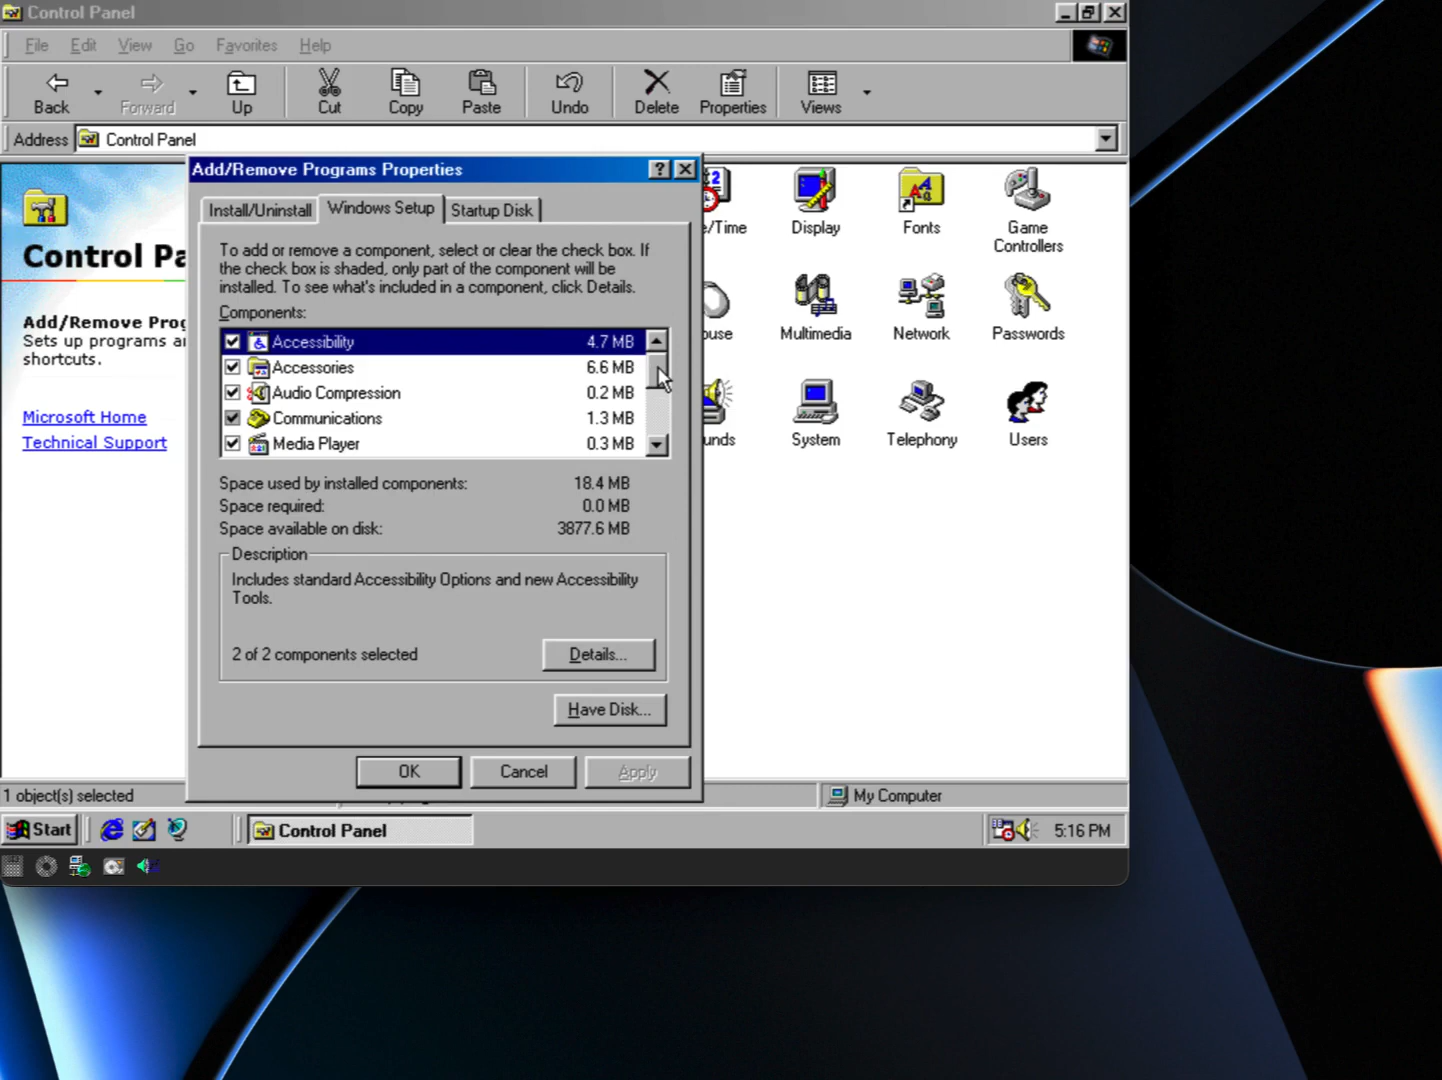 Control Panel
File Edit View Go Favorites Help
Back Forward Up Cut Copy Paste Undo Delete Properties Views
Address Control Panel
Add/Remove Programs Properties
Install/Uninstall Windows Setup Startup Disk
To add or remove a component, select or clear the check box. If
the check box is shaded, only part of the component will be
installed. To see what's included in a component, click Details.
Components:
Accessibility 4.7 MB
Accessories 6.6 MB
Audio Compression 0.2 MB
Communications 1.3 MB
Media Player 0.3 MB
Space used by installed components: 18.4 MB
Space required: 0.0 MB
Space available on disk: 3877.6 MB
Description
Includes standard Accessibility Options and new Accessibility
Tools.
2 of 2 components selected Details...
Have Disk...
OK Cancel Apply
Control Pa
Add/Remove Prog
Sets up programs a
shortcuts.
Microsoft Home
Technical Support
e/Time Display Fonts Game
Controllers
ouse Multimedia Network Passwords
unds System Telephony Users
1 object(s) selected My Computer
Start Control Panel 5:16 PM